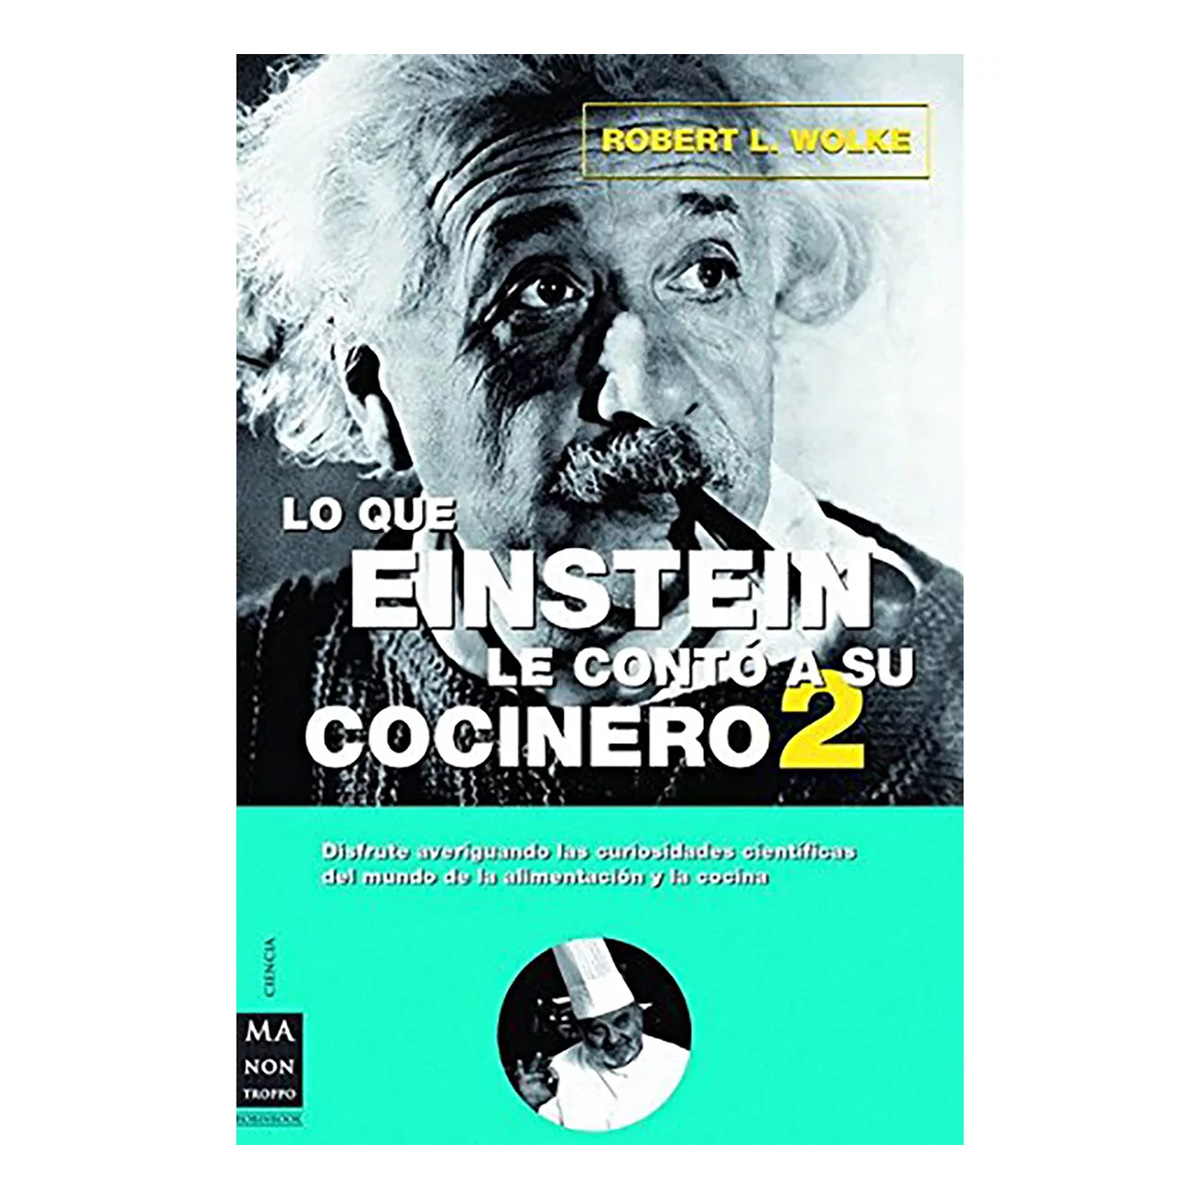 ROBERT L. WOLKE
LO QUE
EINSTEIN
LE CONTÓ A SU
COCINERO 2
Disfrute averiguando las curiosidades científicas
del mundo de la alimentación y la cocina
CIENCIA
MA
NON
TROPPO
ROBINBOOK